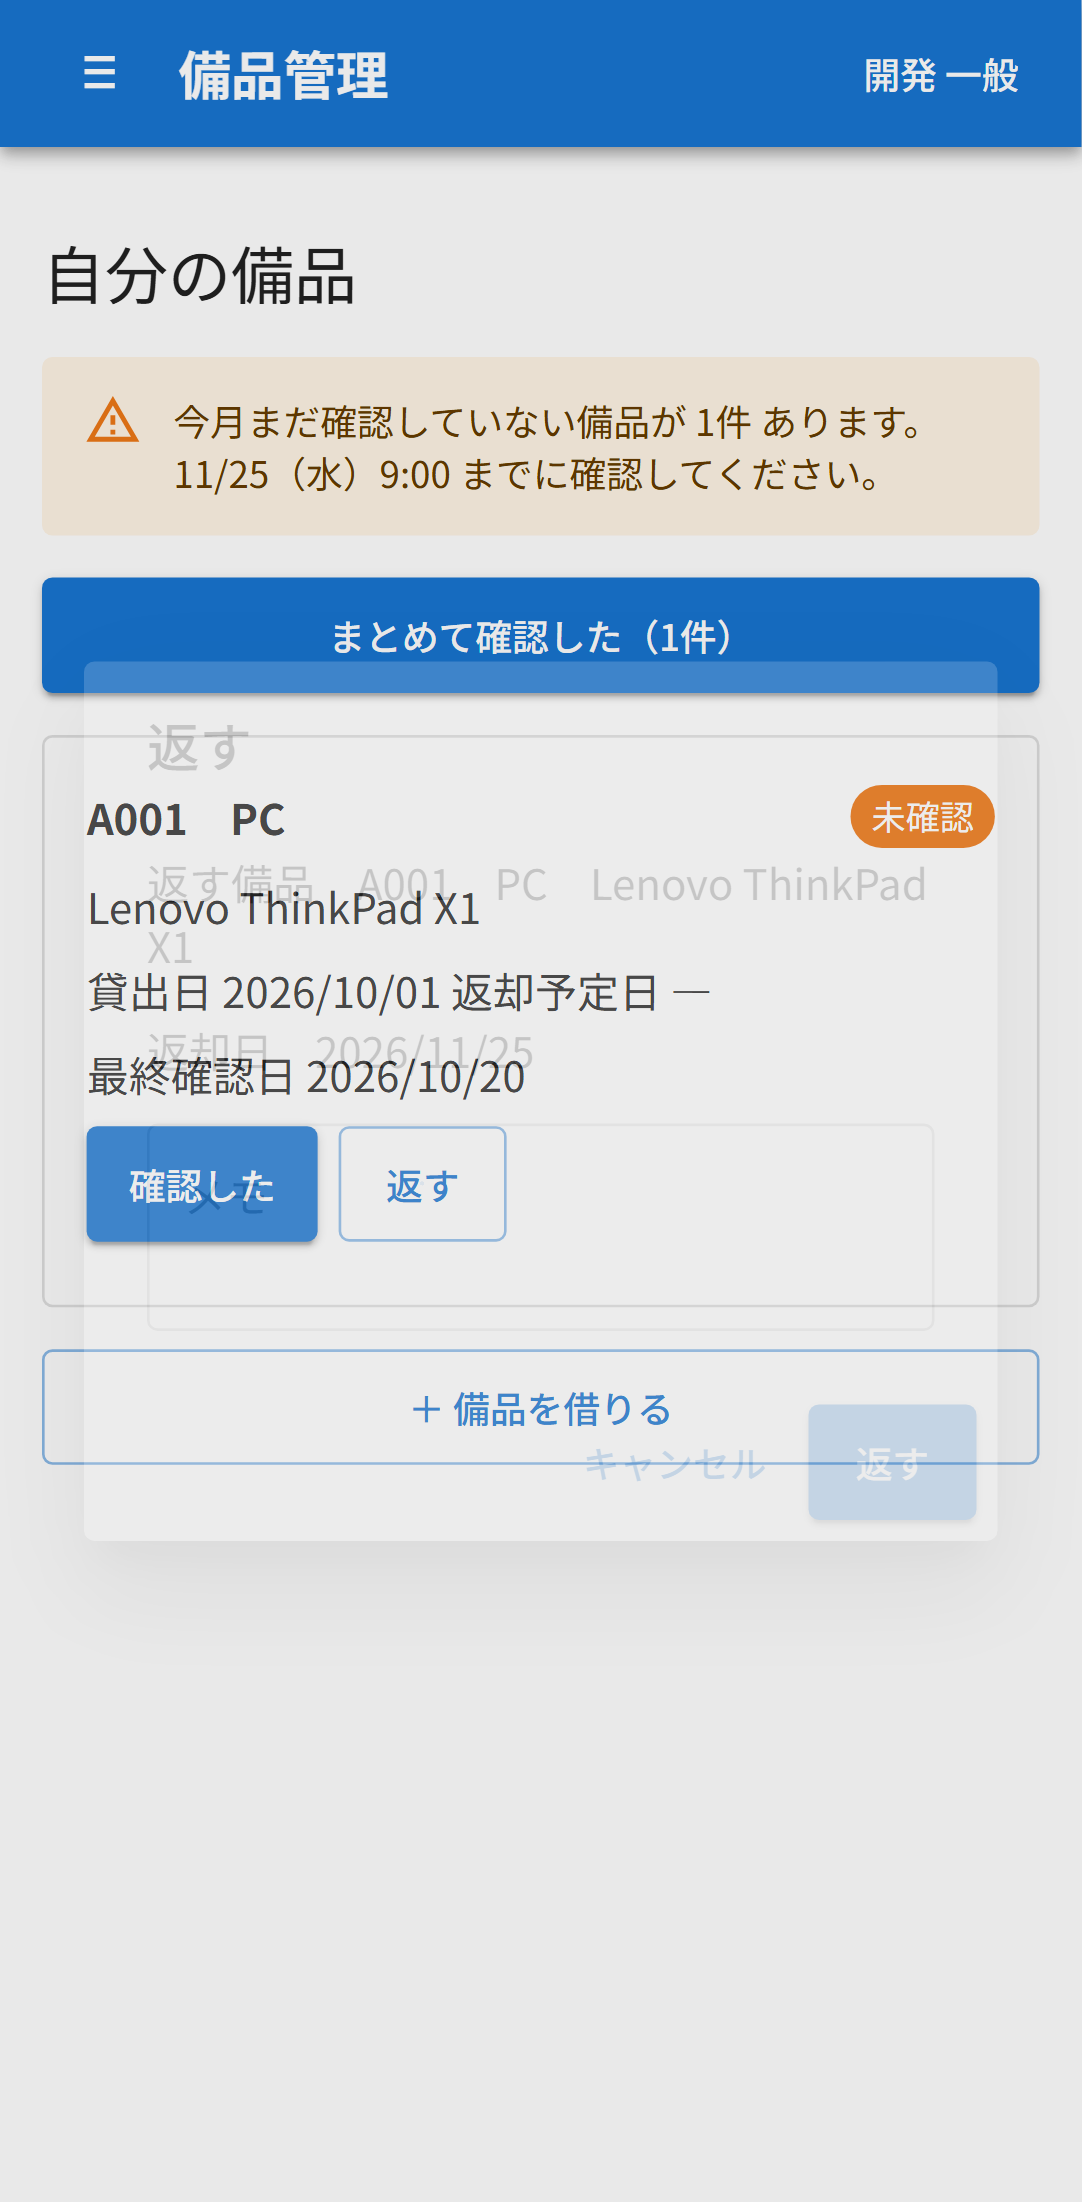 備品管理
開発 一般
自分の備品
今月まだ確認していない備品が 1件 あります。
11/25（水）9:00 までに確認してください。
まとめて確認した（1件）
返す
A001　PC
未確認
返す備品　A001　PC　Lenovo ThinkPad
X1
Lenovo ThinkPad X1
貸出日 2026/10/01 返却予定日 —
返却日　2026/11/25
最終確認日 2026/10/20
確認した
メモ
返す
＋ 備品を借りる
キャンセル
返す